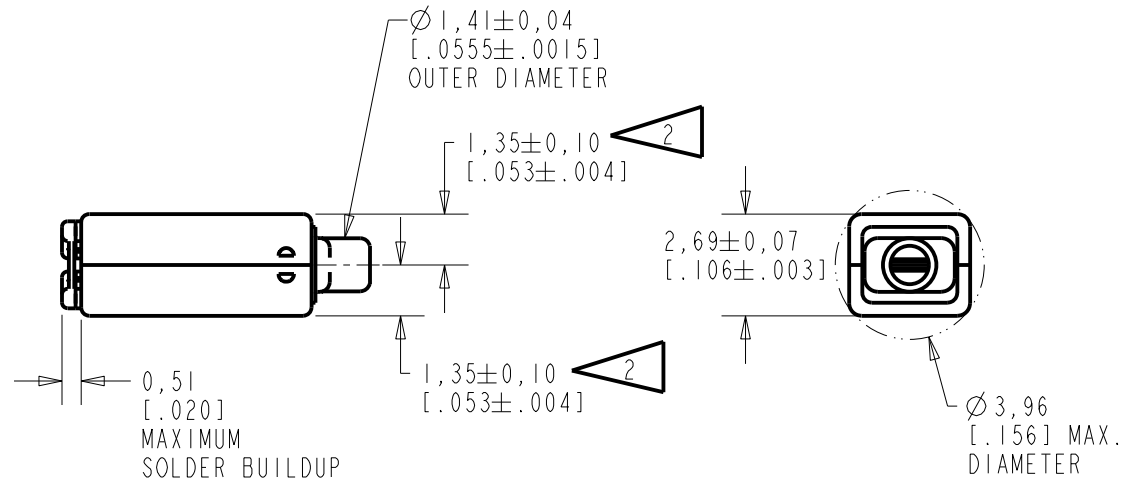 Ø1,41±0,04
[.0555±.0015]
OUTER DIAMETER
1,35±0,10
[.053±.004]
2
2,69±0,07
[.106±.003]
1,35±0,10
[.053±.004]
2
0,51
[.020]
MAXIMUM
SOLDER BUILDUP
Ø3,96
[.156] MAX.
DIAMETER